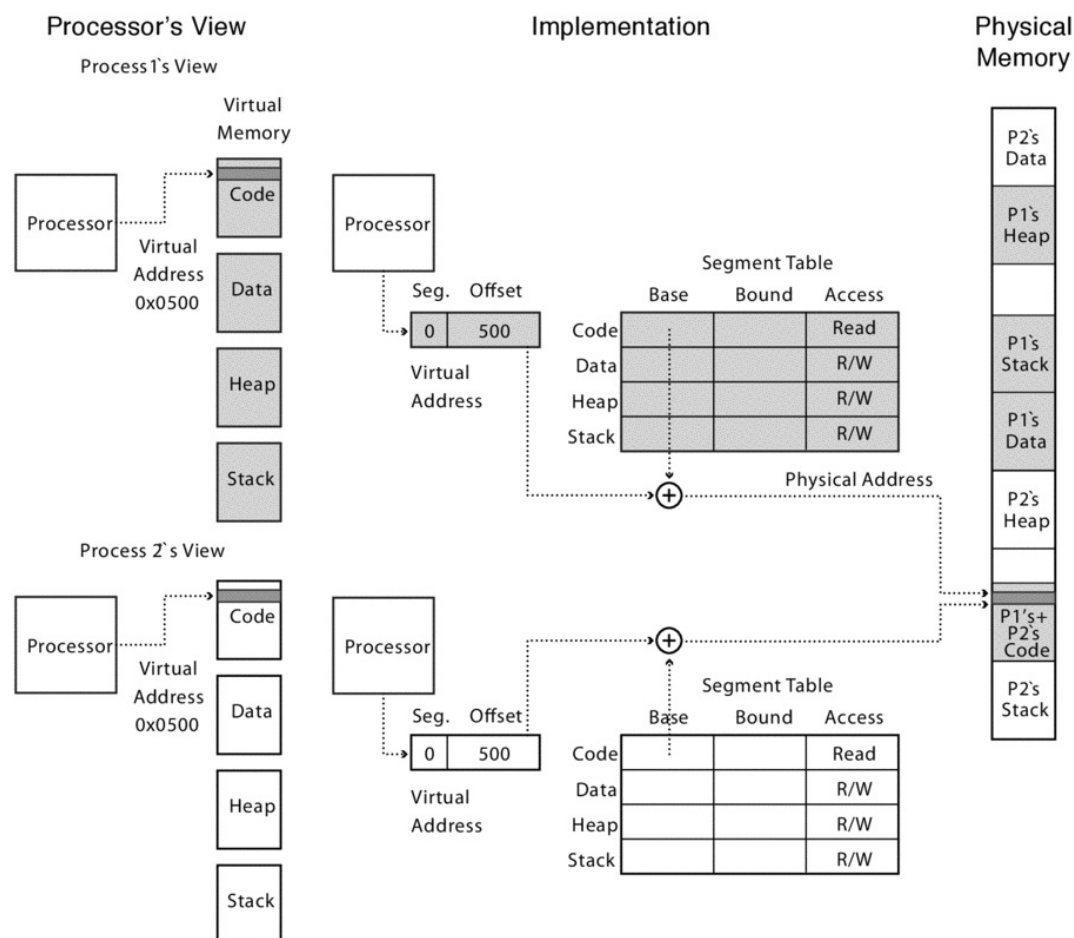 Processor's View
Implementation
Physical
Memory
Process1`s View
Virtual
Memory
Processor
Code
Virtual
Address
0x0500
Data
Heap
Stack
Processor
Seg. Offset
0 500
Virtual
Address
Segment Table
Base Bound Access
Code Read
Data R/W
Heap R/W
Stack R/W
Physical Address
P2`s
Data
P1`s
Heap
P1`s
Stack
P1`s
Data
P2`s
Heap
P1's+
P2`s
Code
P2`s
Stack
Process 2`s View
Processor
Code
Virtual
Address
0x0500
Data
Heap
Stack
Processor
Seg. Offset
0 500
Virtual
Address
Segment Table
Base Bound Access
Code Read
Data R/W
Heap R/W
Stack R/W